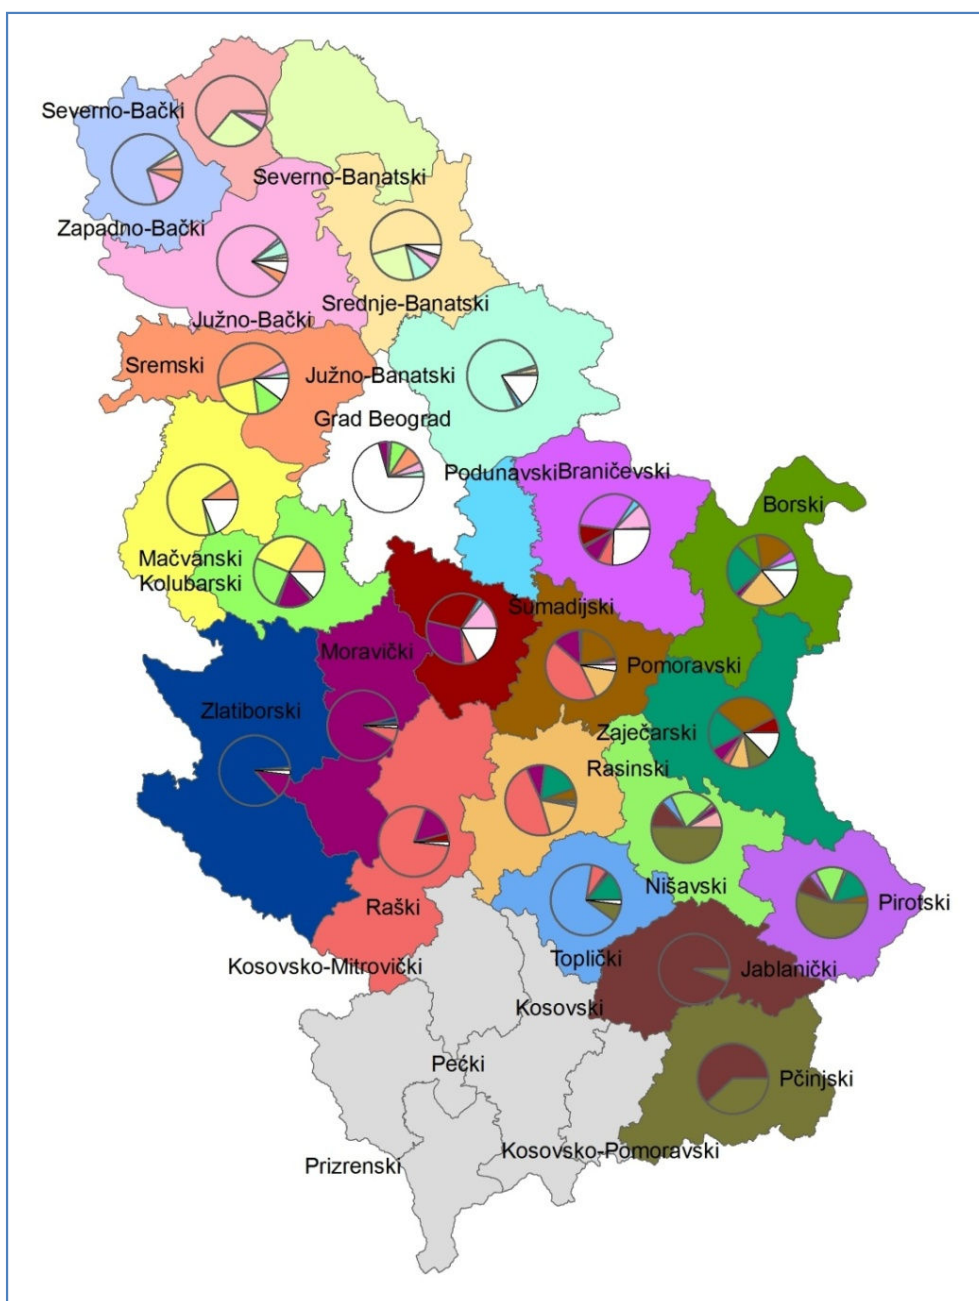 Severno-Bački
Severno-Banatski
Zapadno-Bački
Srednje-Banatski
Južno-Bački
Sremski
Južno-Banatski
Grad Beograd
Podunavski
Braničevski
Borski
Mačvanski
Kolubarski
Šumadijski
Moravički
Pomoravski
Zlatiborski
Zaječarski
Rasinski
Nišavski
Pirotski
Raški
Toplički
Kosovsko-Mitrovički
Jablanički
Kosovski
Pećki
Pčinjski
Kosovsko-Pomoravski
Prizrenski